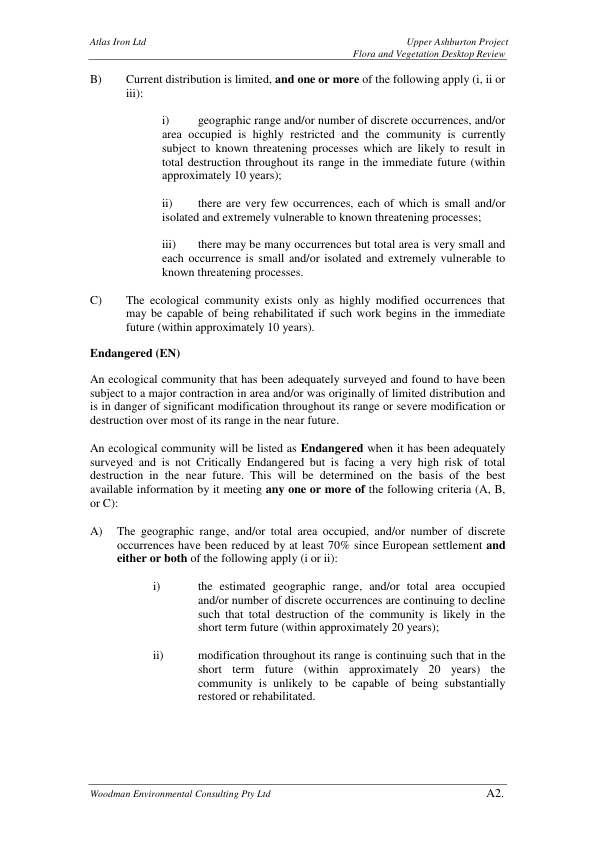 Atlas Iron Ltd
Upper Ashburton Project
Flora and Vegetation Desktop Review
B) Current distribution is limited, and one or more of the following apply (i, ii or
iii):
i) geographic range and/or number of discrete occurrences, and/or
area occupied is highly restricted and the community is currently
subject to known threatening processes which are likely to result in
total destruction throughout its range in the immediate future (within
approximately 10 years);
ii) there are very few occurrences, each of which is small and/or
isolated and extremely vulnerable to known threatening processes;
iii) there may be many occurrences but total area is very small and
each occurrence is small and/or isolated and extremely vulnerable to
known threatening processes.
C) The ecological community exists only as highly modified occurrences that
may be capable of being rehabilitated if such work begins in the immediate
future (within approximately 10 years).
Endangered (EN)
An ecological community that has been adequately surveyed and found to have been
subject to a major contraction in area and/or was originally of limited distribution and
is in danger of significant modification throughout its range or severe modification or
destruction over most of its range in the near future.
An ecological community will be listed as Endangered when it has been adequately
surveyed and is not Critically Endangered but is facing a very high risk of total
destruction in the near future. This will be determined on the basis of the best
available information by it meeting any one or more of the following criteria (A, B,
or C):
A) The geographic range, and/or total area occupied, and/or number of discrete
occurrences have been reduced by at least 70% since European settlement and
either or both of the following apply (i or ii):
i) the estimated geographic range, and/or total area occupied
and/or number of discrete occurrences are continuing to decline
such that total destruction of the community is likely in the
short term future (within approximately 20 years);
ii) modification throughout its range is continuing such that in the
short term future (within approximately 20 years) the
community is unlikely to be capable of being substantially
restored or rehabilitated.
Woodman Environmental Consulting Pty Ltd
A2.